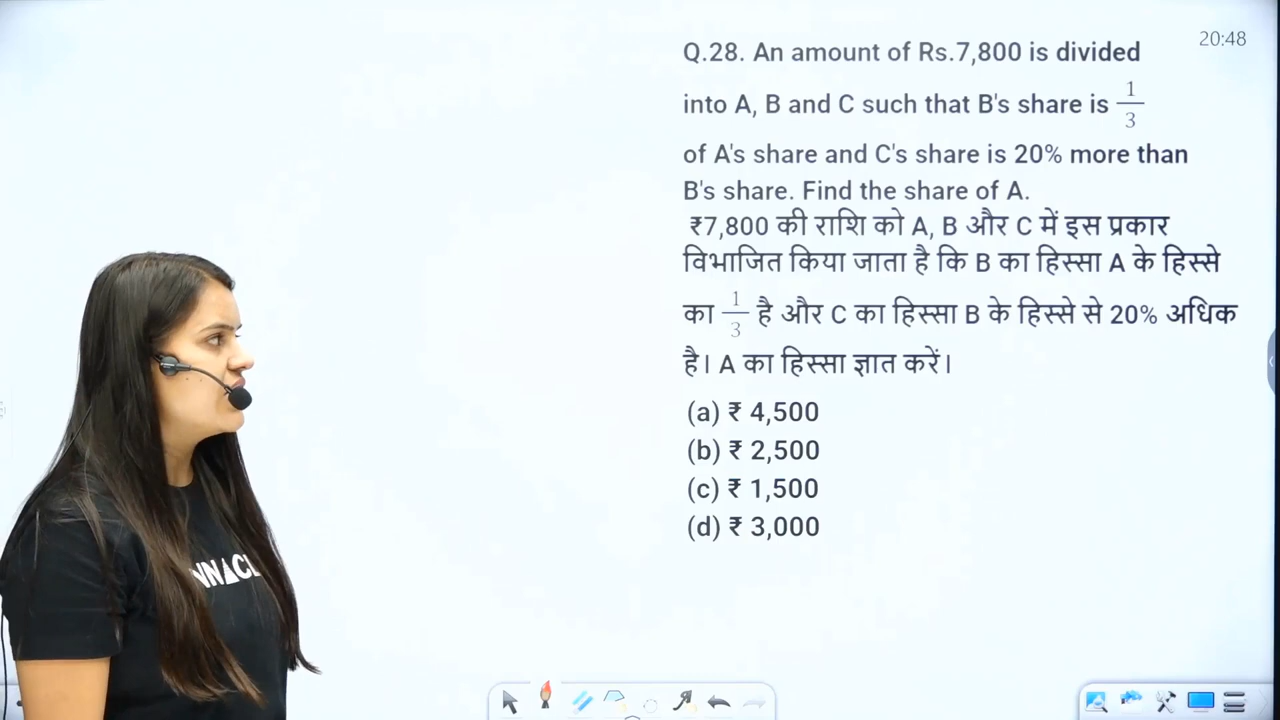 20:48
Q.28. An amount of Rs.7,800 is divided
into A, B and C such that B's share is 1/3
of A's share and C's share is 20% more than
B's share. Find the share of A.
₹7,800 की राशि को A, B और C में इस प्रकार
विभाजित किया जाता है कि B का हिस्सा A के हिस्से
का 1/3 है और C का हिस्सा B के हिस्से से 20% अधिक
है। A का हिस्सा ज्ञात करें।
(a) ₹ 4,500
(b) ₹ 2,500
(c) ₹ 1,500
(d) ₹ 3,000